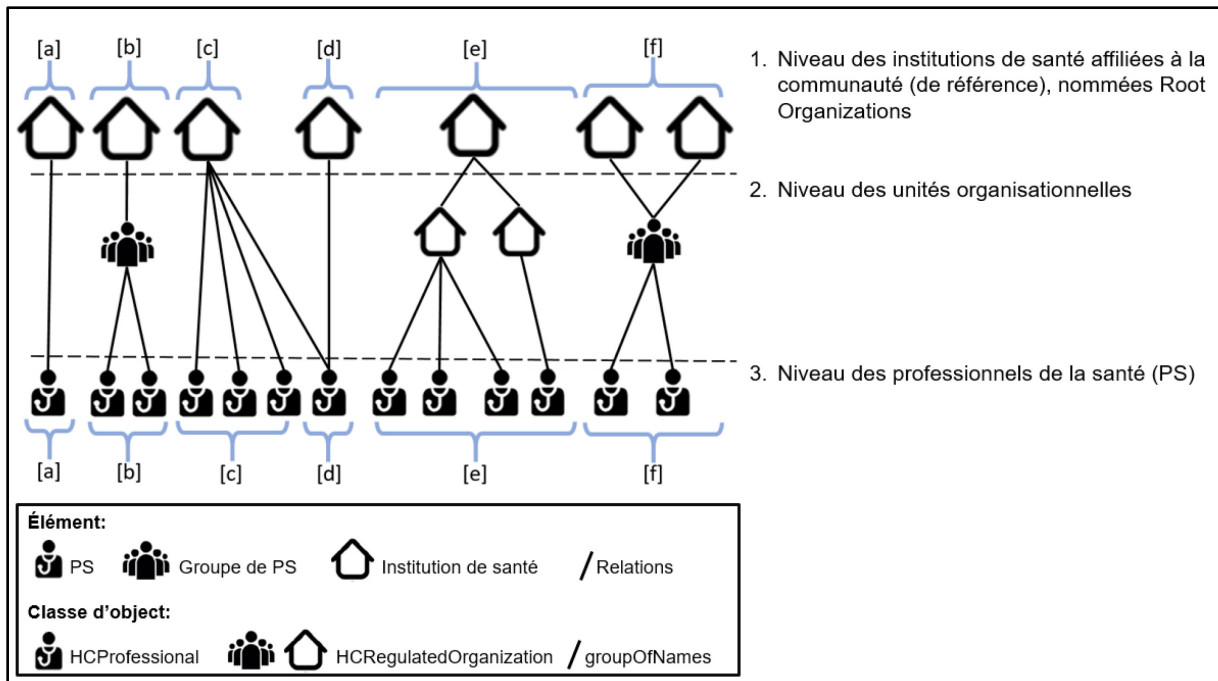 [a] [b] [c] [d] [e] [f]
1. Niveau des institutions de santé affiliées à la
communauté (de référence), nommées Root
Organizations
2. Niveau des unités organisationnelles
3. Niveau des professionnels de la santé (PS)
[a] [b] [c] [d] [e] [f]
Élément:
PS Groupe de PS Institution de santé Relations
Classe d'object:
HCProfessional HCRegulatedOrganization groupOfNames